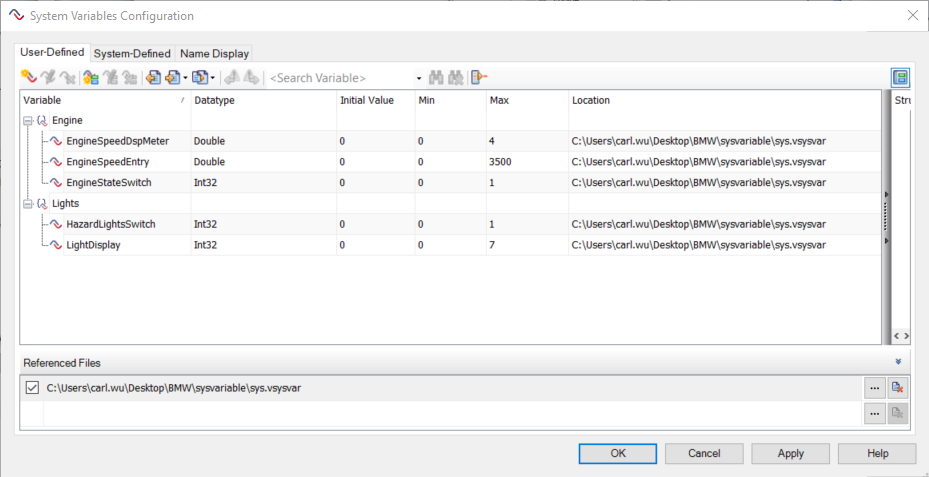 System Variables Configuration
User-Defined System-Defined Name Display
<Search Variable>
Variable / Datatype Initial Value Min Max Location Stru
Engine
EngineSpeedDspMeter Double 0 0 4 C:\Users\carl.wu\Desktop\BMW\sysvariable\sys.vsysvar
EngineSpeedEntry Double 0 0 3500 C:\Users\carl.wu\Desktop\BMW\sysvariable\sys.vsysvar
EngineStateSwitch Int32 0 0 1 C:\Users\carl.wu\Desktop\BMW\sysvariable\sys.vsysvar
Lights
HazardLightsSwitch Int32 0 0 1 C:\Users\carl.wu\Desktop\BMW\sysvariable\sys.vsysvar
LightDisplay Int32 0 0 7 C:\Users\carl.wu\Desktop\BMW\sysvariable\sys.vsysvar
Referenced Files
C:\Users\carl.wu\Desktop\BMW\sysvariable\sys.vsysvar ...
...
OK Cancel Apply Help